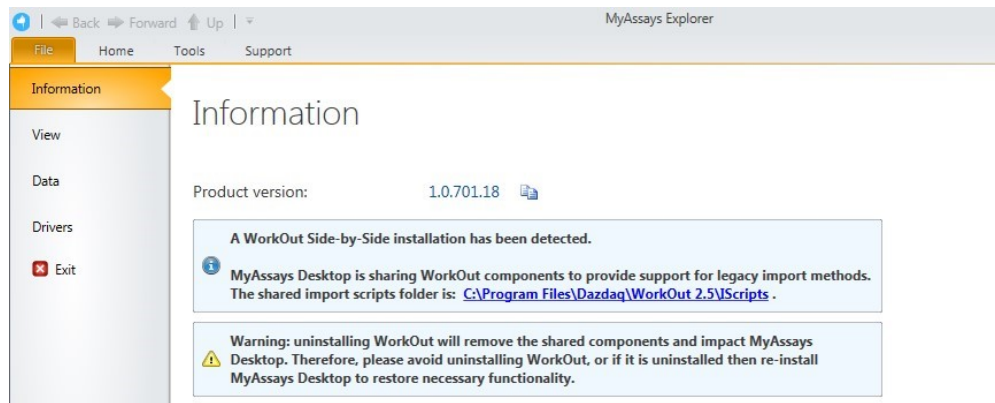 Back Forward Up
MyAssays Explorer
File Home Tools Support
Information
View
Data
Drivers
Exit
Information
Product version: 1.0.701.18
A WorkOut Side-by-Side installation has been detected.
MyAssays Desktop is sharing WorkOut components to provide support for legacy import methods.
The shared import scripts folder is: C:\Program Files\Dazdaq\WorkOut 2.5\IScripts .
Warning: uninstalling WorkOut will remove the shared components and impact MyAssays
Desktop. Therefore, please avoid uninstalling WorkOut, or if it is uninstalled then re-install
MyAssays Desktop to restore necessary functionality.